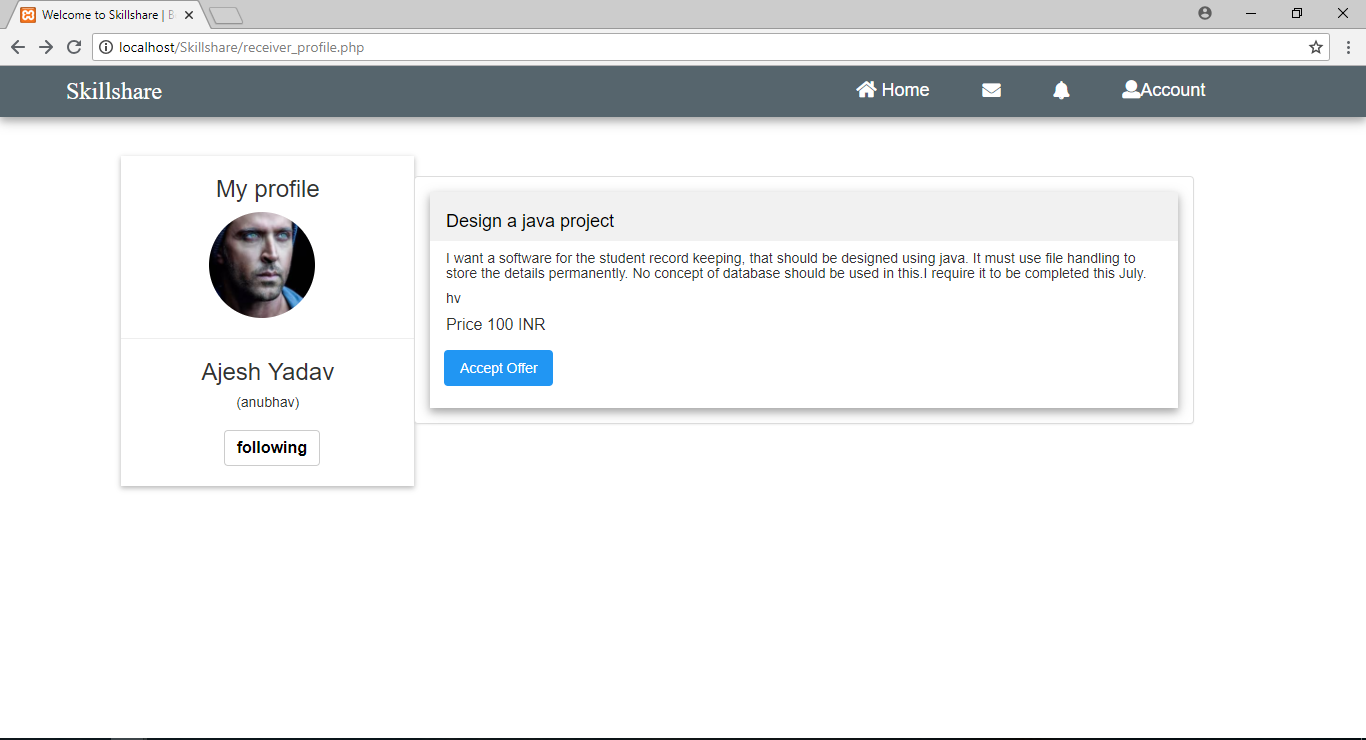 Welcome to Skillshare |
localhost/Skillshare/receiver_profile.php
Skillshare
Home
Account
My profile
Ajesh Yadav
(anubhav)
following
Design a java project
I want a software for the student record keeping, that should be designed using java. It must use file handling to
store the details permanently. No concept of database should be used in this.I require it to be completed this July.
hv
Price 100 INR
Accept Offer